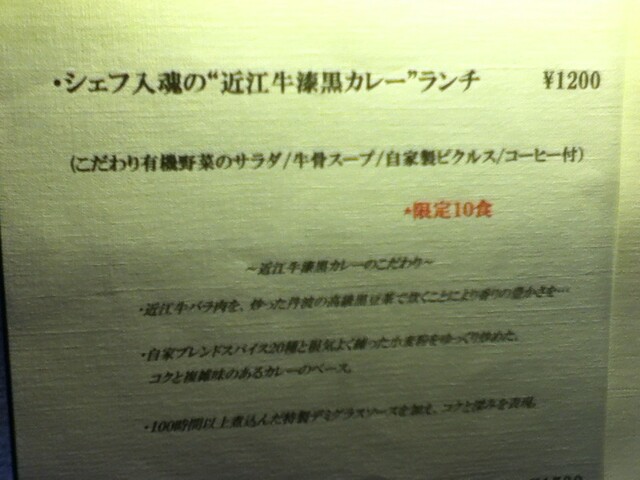 ・シェフ入魂の“近江牛漆黒カレー”ランチ ¥1200
(こだわり有機野菜のサラダ/牛骨スープ/自家製ピクルス/コーヒー付)
*限定10食
～近江牛漆黒カレーのこだわり～
・近江牛バラ肉を、炒った丹波の高級黒豆茶で炊くことにより香りの豊かさを…
・自家ブレンドスパイス20種と根気よく練った小麦粉をゆっくり炒めた、
コクと複雑味のあるカレーのベース。
・100時間以上煮込んだ特製デミグラスソースを加え、コクと深みを表現。